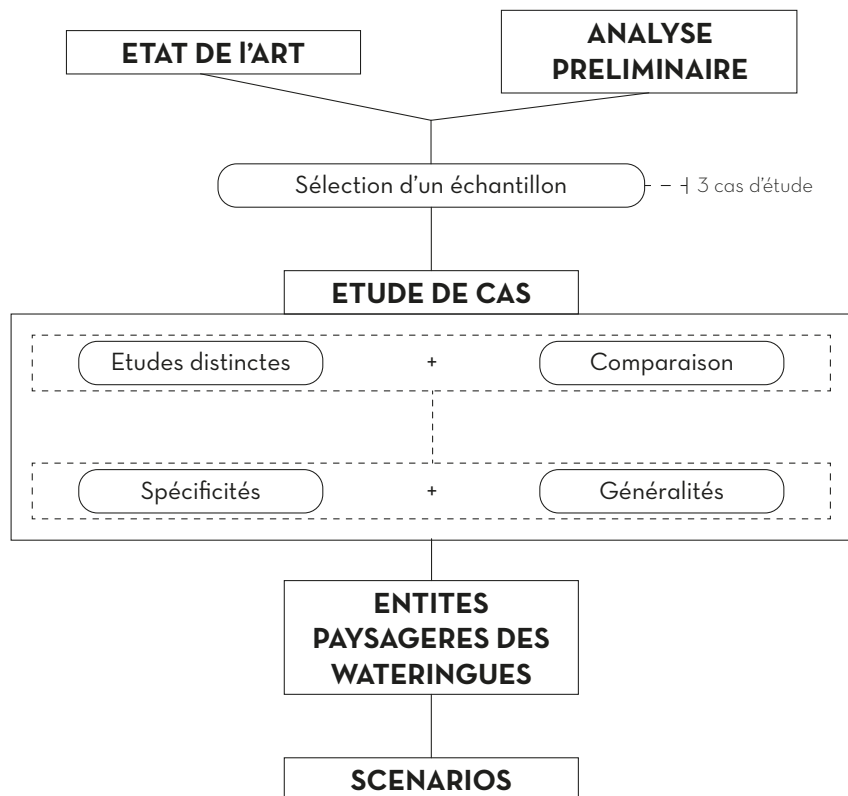 ETAT DE l'ART
ANALYSE
PRELIMINAIRE
Sélection d'un échantillon
3 cas d'étude
ETUDE DE CAS
Etudes distinctes
+
Comparaison
Spécificités
+
Généralités
ENTITES
PAYSAGERES DES
WATERINGUES
SCENARIOS